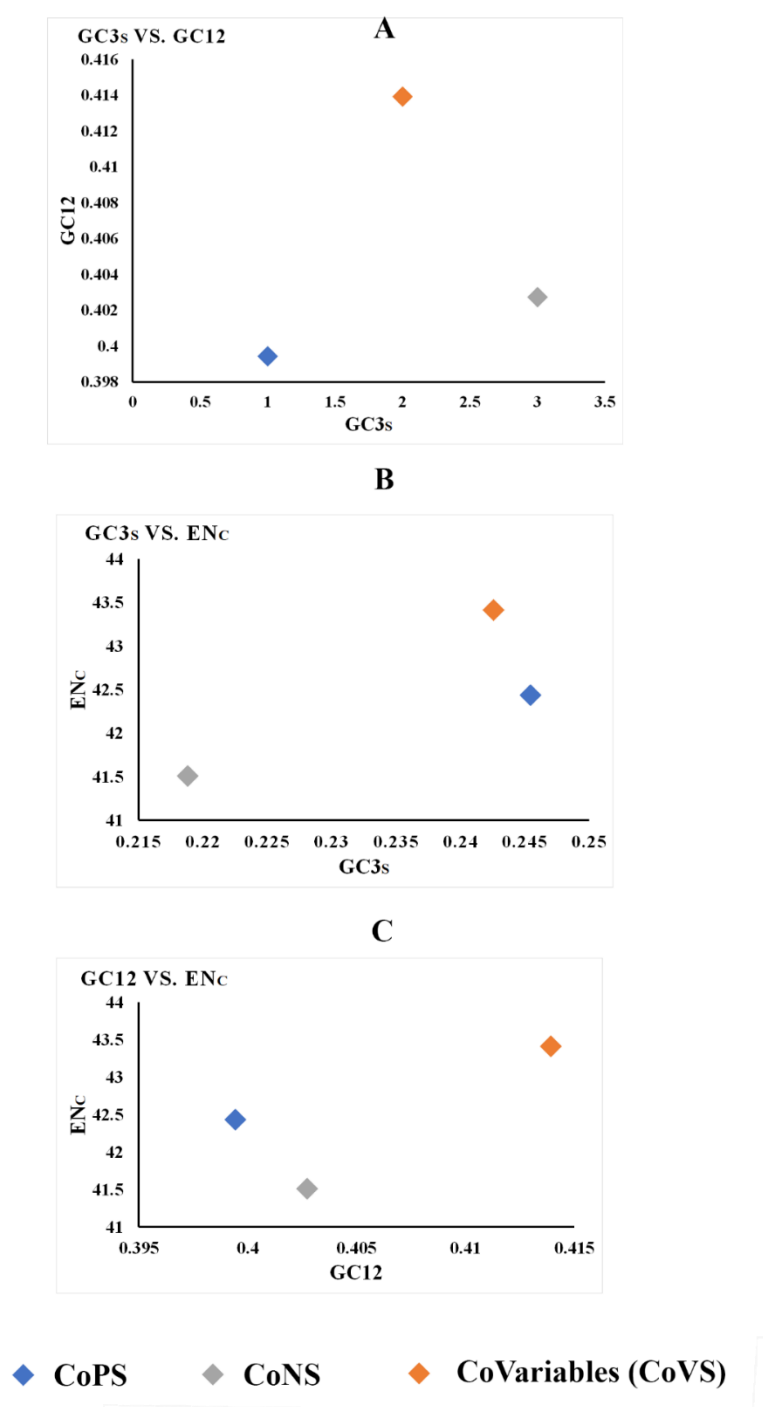 A
GC3s VS. GC12
0.416
0.414
0.412
0.41
0.408
0.406
0.404
0.402
0.4
0.398
GC12
0 0.5 1 1.5 2 2.5 3 3.5
GC3s
B
GC3s VS. ENC
44
43.5
43
42.5
42
41.5
41
ENC
0.215 0.22 0.225 0.23 0.235 0.24 0.245 0.25
GC3s
C
GC12 VS. ENC
44
43.5
43
42.5
42
41.5
41
ENC
0.395 0.4 0.405 0.41 0.415
GC12
CoPS CoNS CoVariables (CoVS)